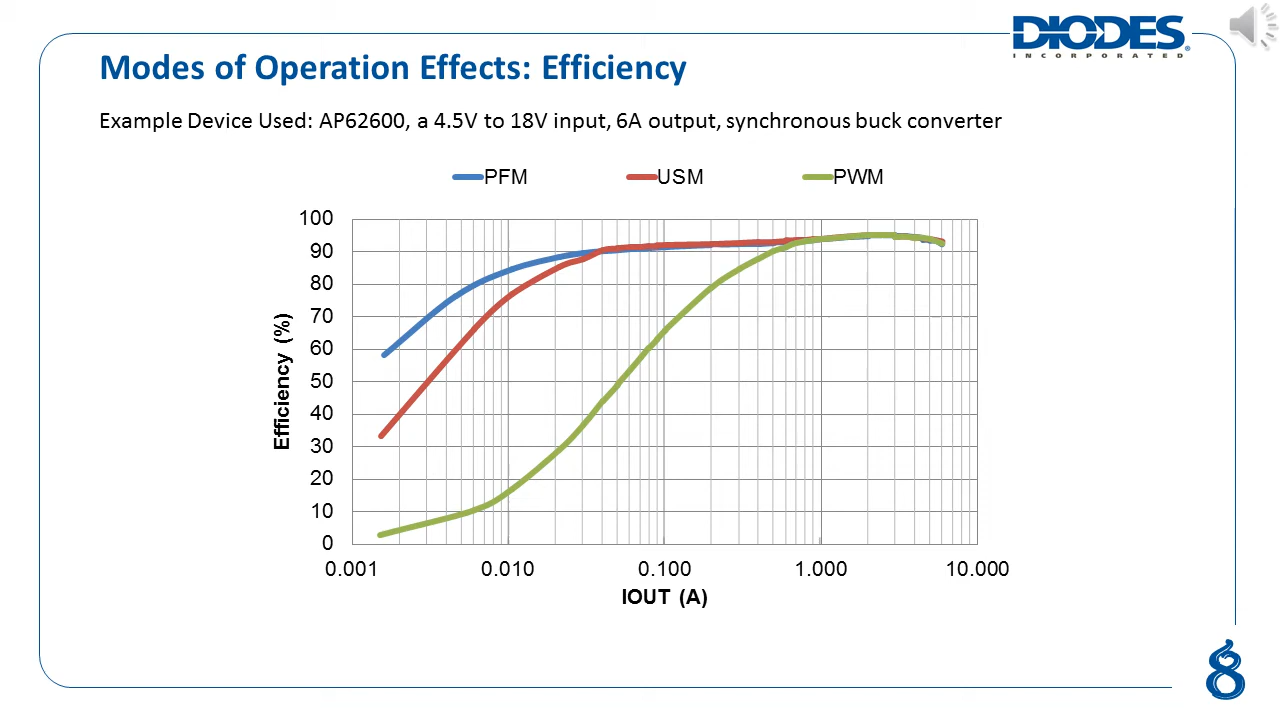 DIODES
INCORPORATED
Modes of Operation Effects: Efficiency
Example Device Used: AP62600, a 4.5V to 18V input, 6A output, synchronous buck converter
PFM USM PWM
100
90
80
70
60
50
40
30
20
10
0
Efficiency (%)
0.001 0.010 0.100 1.000 10.000
IOUT (A)
8